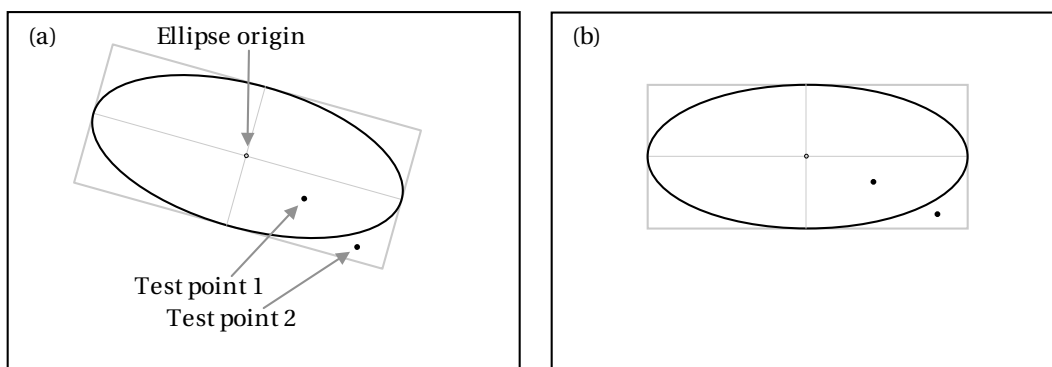 (a)
Ellipse origin
Test point 1
Test point 2
(b)